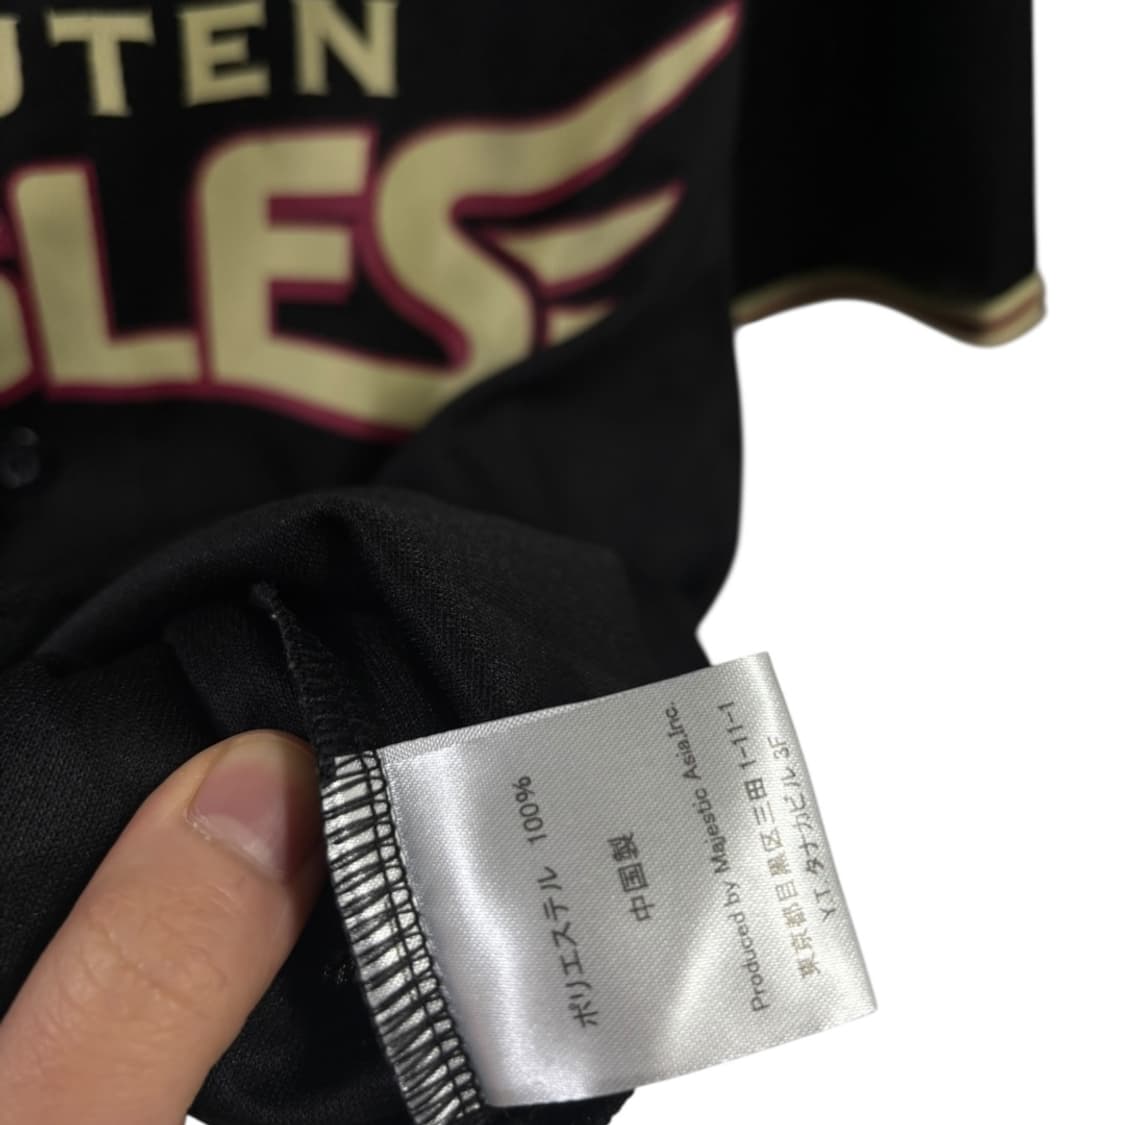 UTEN
GLES
ポリエステル 100%
中国製
Produced by Majestic Asia.Inc.
東京都目黒区三田 1-11-1
Y.T タナカビル 3F